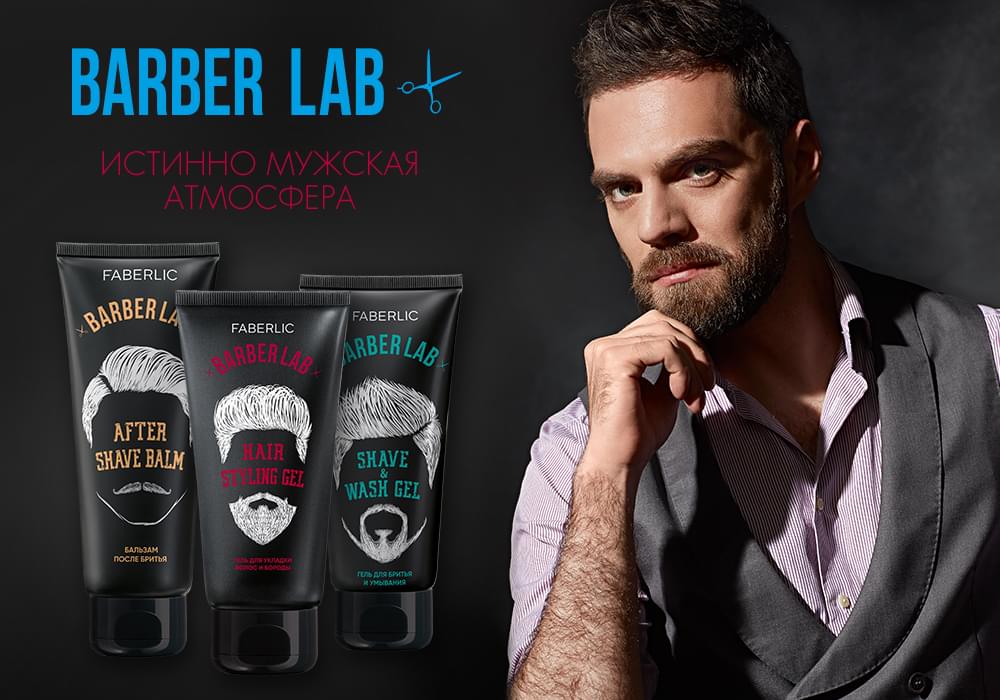 BARBER LAB
ИСТИННО МУЖСКАЯ
АТМОСФЕРА
FABERLIC
BARBER LA
AFTER
SHAVE BALM
БАЛЬЗАМ
ПОСЛЕ БРИТЬЯ
FABERLIC
BARBER LAB
HAIR
STYLING GEL
ГЕЛЬ ДЛЯ УКЛАДКИ
ВОЛОС И БОРОДЫ
FABERLIC
BARBER LAB
SHAVE
&
WASH GEL
ГЕЛЬ ДЛЯ БРИТЬЯ
И УМЫВАНИЯ